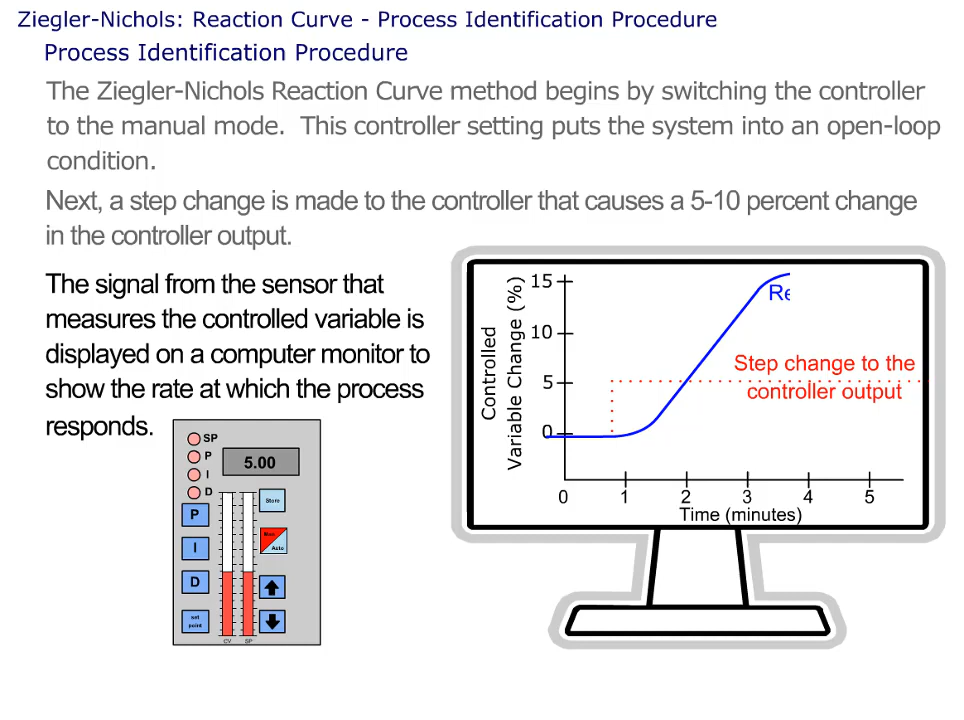 Ziegler-Nichols: Reaction Curve - Process Identification Procedure
Process Identification Procedure
The Ziegler-Nichols Reaction Curve method begins by switching the controller
to the manual mode.  This controller setting puts the system into an open-loop
condition.
Next, a step change is made to the controller that causes a 5-10 percent change
in the controller output.
The signal from the sensor that
measures the controlled variable is
displayed on a computer monitor to
show the rate at which the process
responds.
SP
P
I
D
5.00
P
I
D
set
point
Store
Man
Auto
CV
SP
Controlled
Variable Change (%)
15
10
5
0
Re
Step change to the
controller output
0 1 2 3 4 5
Time (minutes)